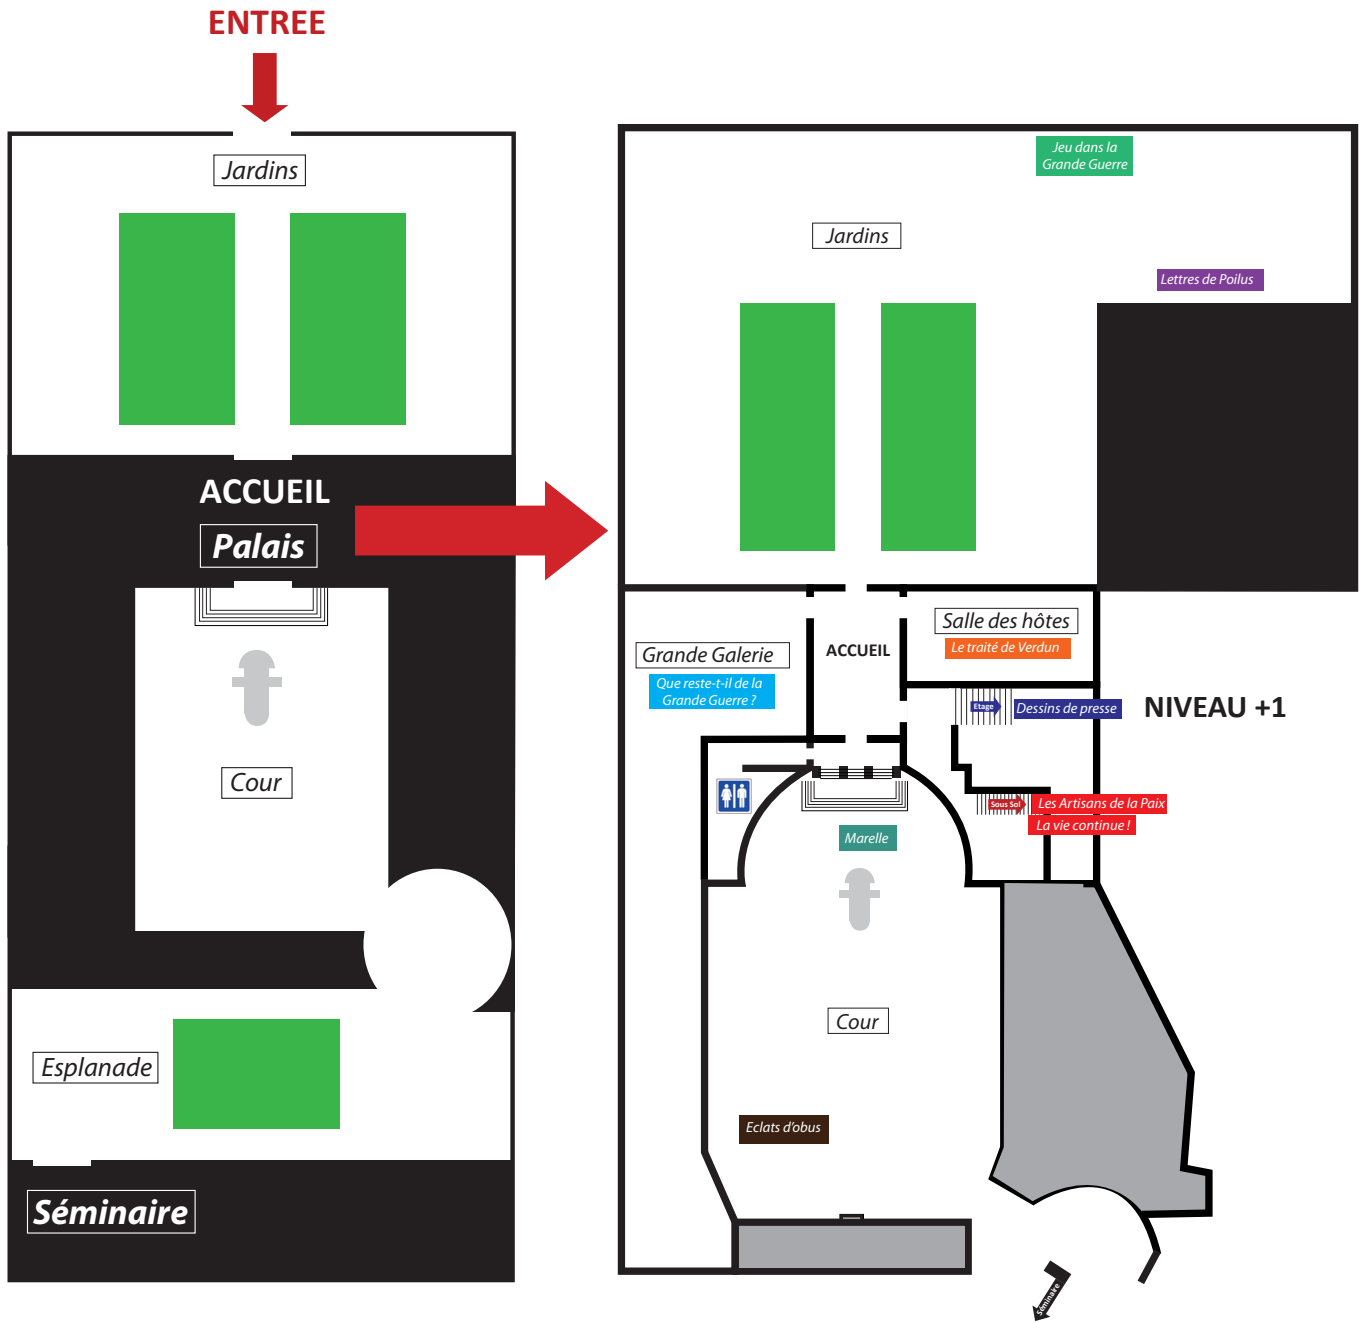 ENTREE
Jardins
ACCUEIL
Palais
Cour
Esplanade
Séminaire
Jeu dans la
Grande Guerre
Jardins
Lettres de Poilus
Grande Galerie
Que reste-t-il de la
Grande Guerre ?
ACCUEIL
Salle des hôtes
Le traité de Verdun
Etage
Dessins de presse
NIVEAU +1
Sous Sol
Les Artisans de la Paix
La vie continue !
Marelle
Cour
Eclats d'obus
Séminaire